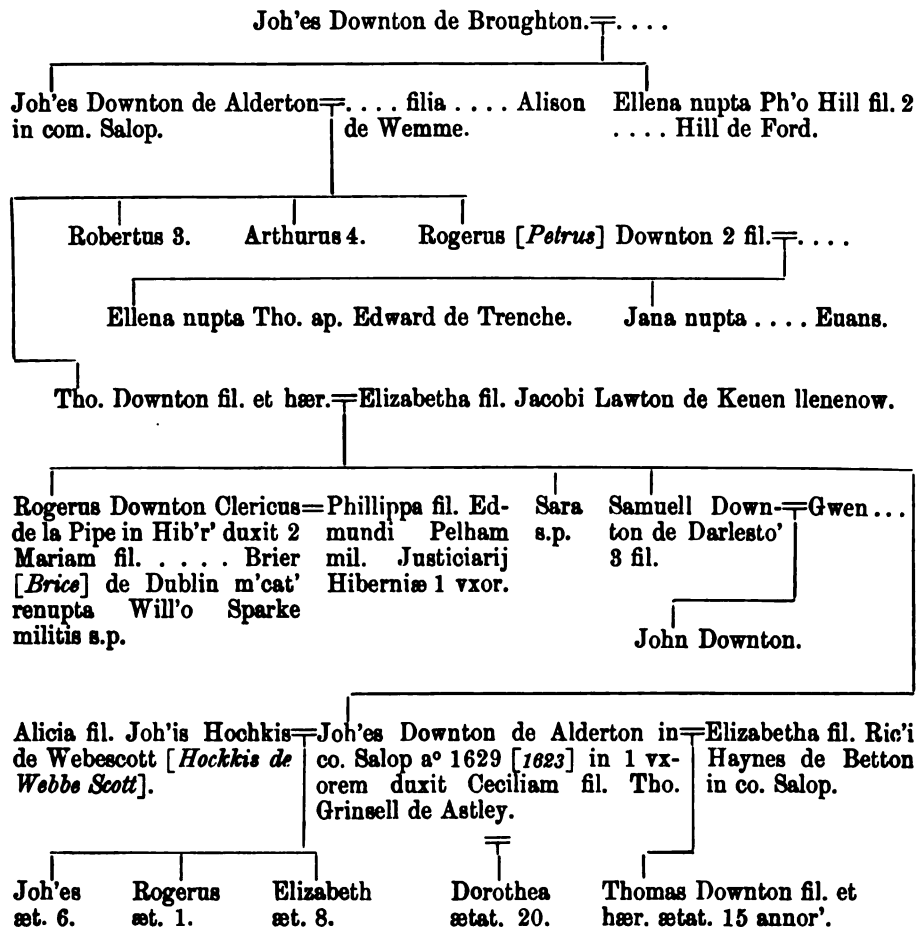 Joh'es Downton de Broughton.=. . . .
Joh'es Downton de Alderton=. . . . filia . . . . Alison
in com. Salop. de Wemme.
Ellena nupta Ph'o Hill fil. 2
. . . . Hill de Ford.
Robertus 3. Arthurus 4. Rogerus [Petrus] Downton 2 fil.=. . . .
Ellena nupta Tho. ap. Edward de Trenche. Jana nupta . . . . Euans.
Tho. Downton fil. et hær.=Elizabetha fil. Jacobi Lawton de Keuen llenenow.
Rogerus Downton Clericus=
de la Pipe in Hib'r' duxit 2
Mariam fil. . . . . . Brier
[Brice] de Dublin m'cat'
renupta Will'o Sparke
militis s.p.
Phillippa fil. Ed-
mundi Pelham
mil. Justiciarij
Hiberniæ 1 vxor.
Sara
s.p.
Samuell Down-=Gwen ...
ton de Darlesto'
3 fil.
John Downton.
Alicia fil. Joh'is Hochkis=
de Webescott [Hockkis de
Webbe Scott].
Joh'es Downton de Alderton in=
co. Salop aº 1629 [1623] in 1 vx-
orem duxit Ceciliam fil. Tho.
Grinsell de Astley.
=
Elizabetha fil. Ric'i
Haynes de Betton
in co. Salop.
Joh'es
æt. 6.
Rogerus
æt. 1.
Elizabeth
æt. 8.
Dorothea
ætat. 20.
Thomas Downton fil. et
hær. ætat. 15 annor'.